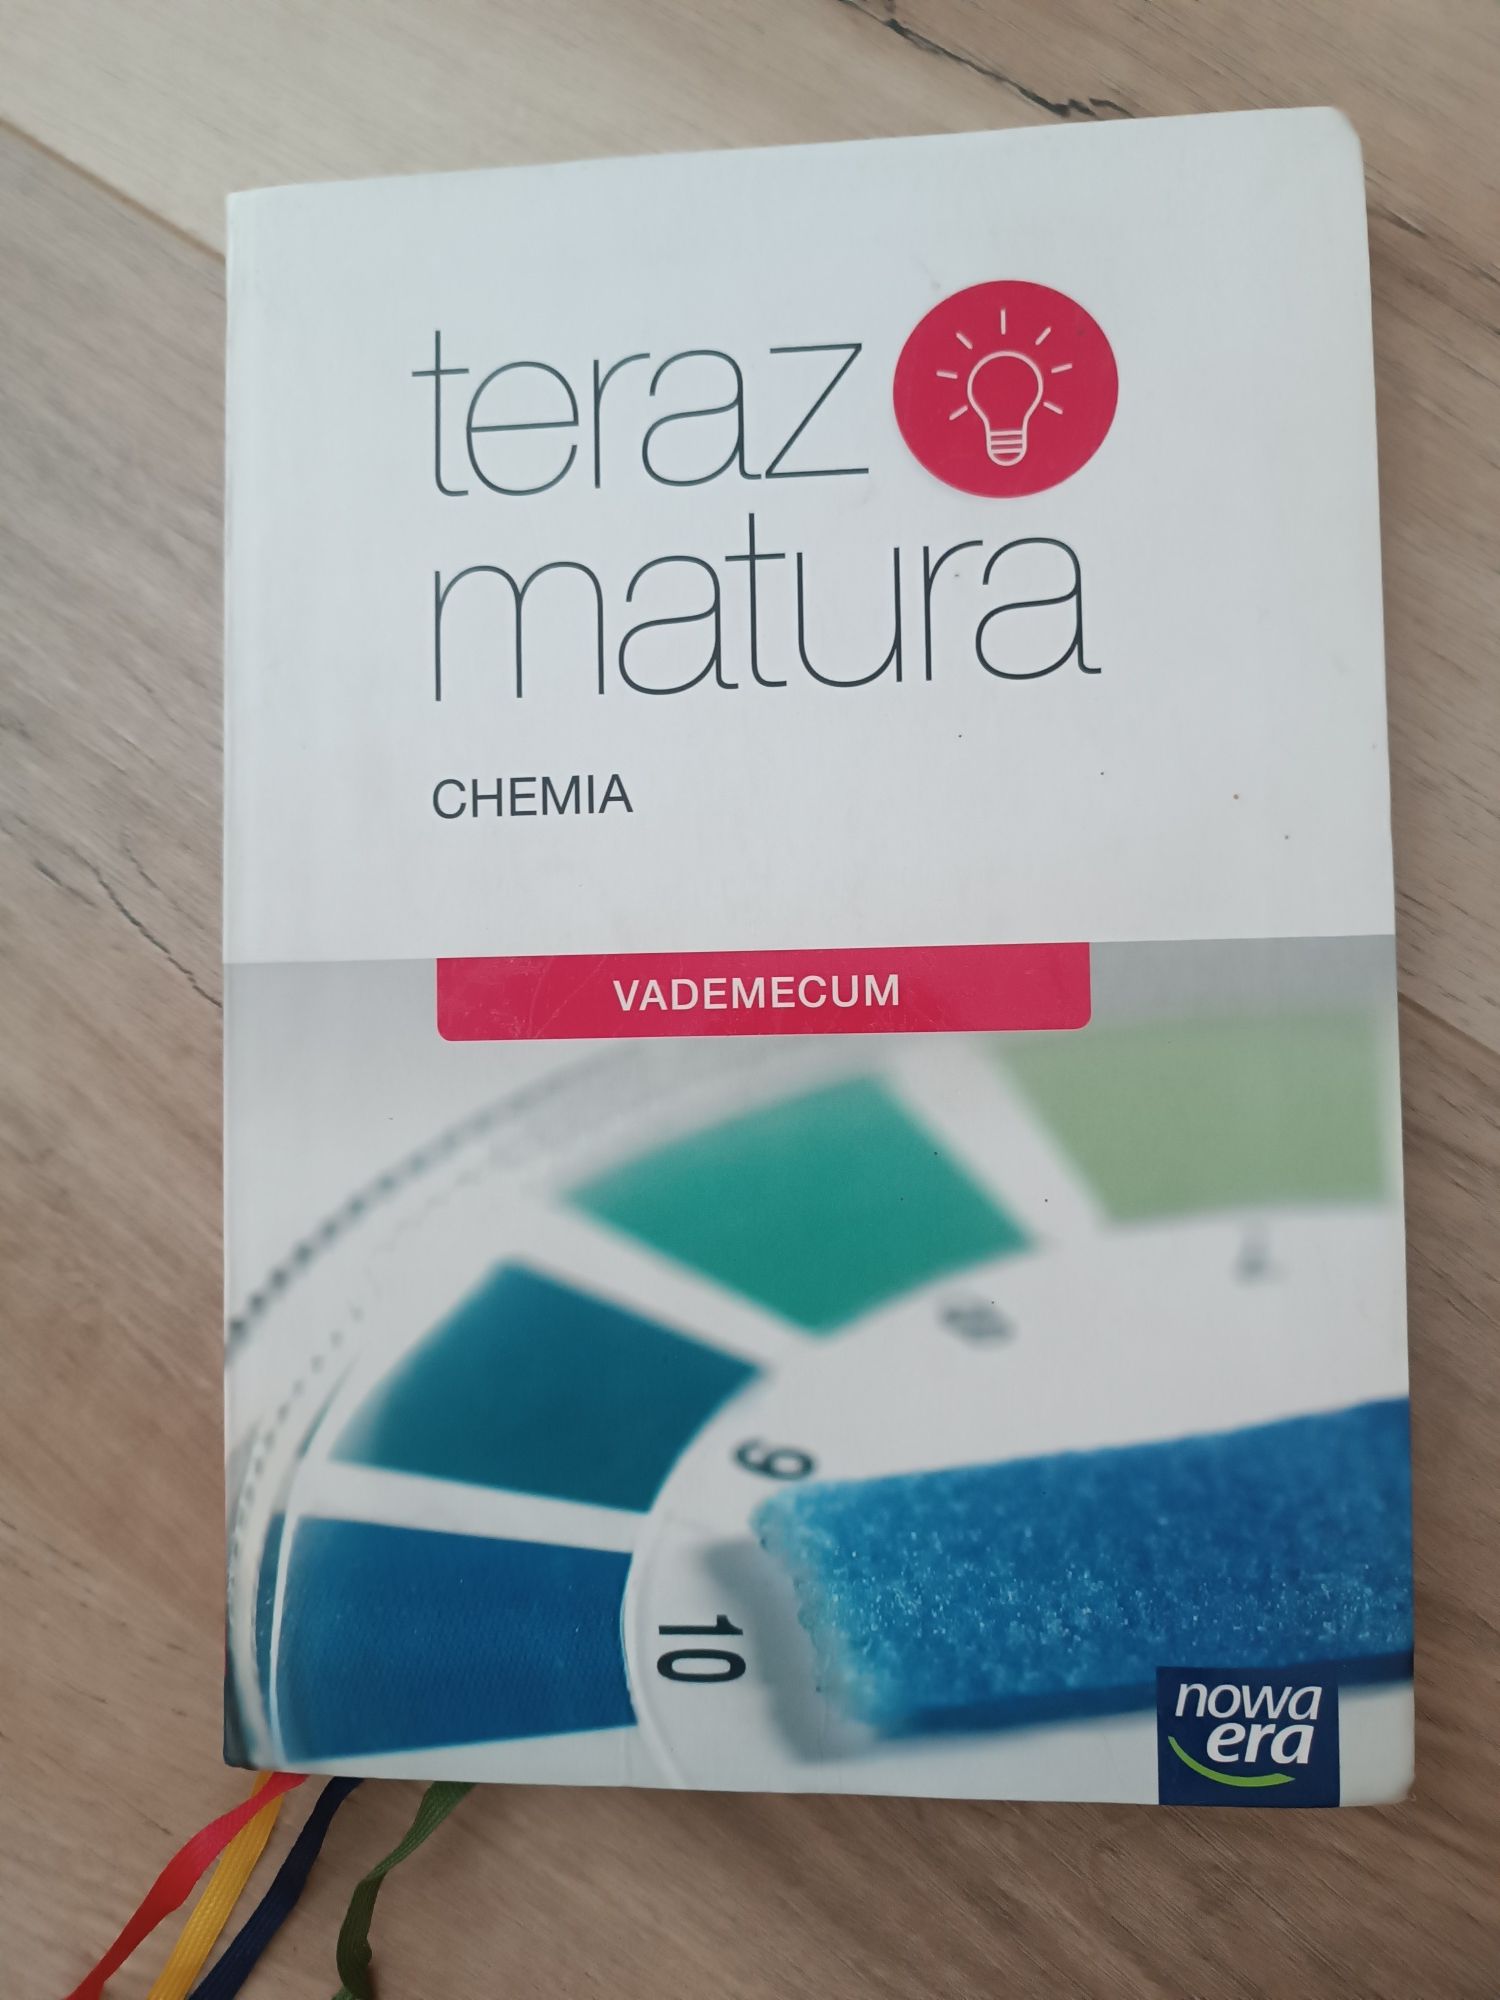 teraz
matura
CHEMIA
VADEMECUM
9
10
nowa
era